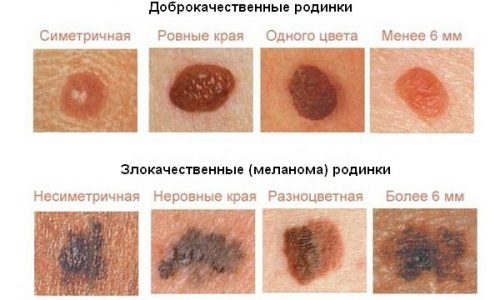 Доброкачественные родинки
Симетричная Ровные края Одного цвета Менее 6 мм
Злокачественные (меланома) родинки
Несиметричная Неровные края Разноцветная Более 6 мм